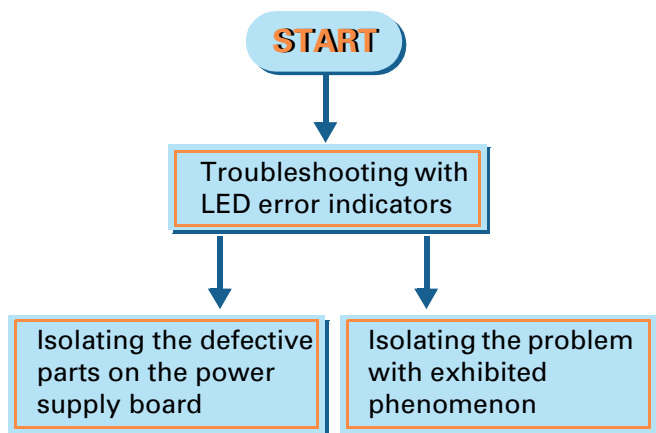 START
Troubleshooting with
LED error indicators
Isolating the defective
parts on the power
supply board
Isolating the problem
with exhibited
phenomenon